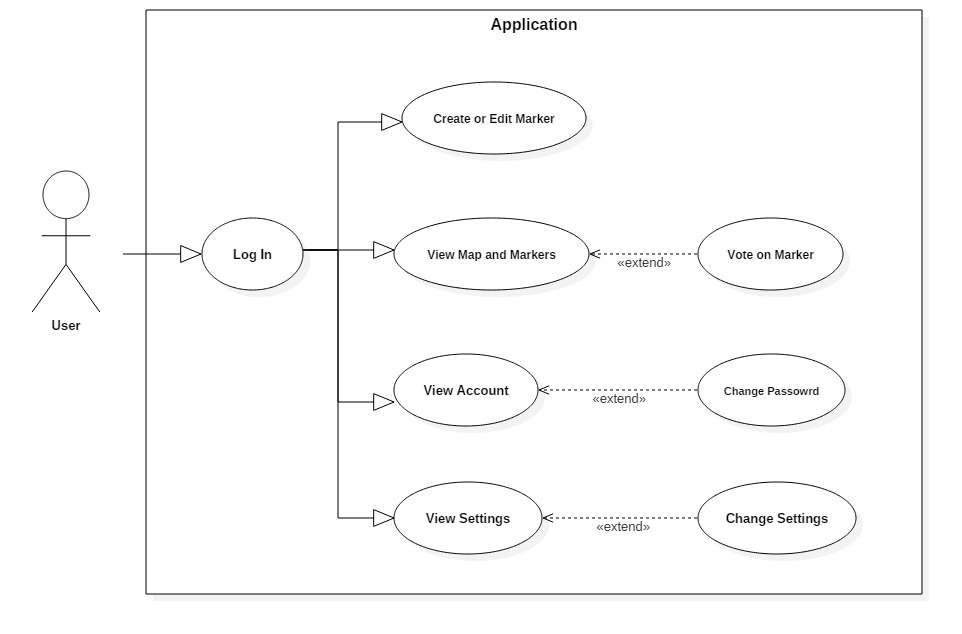 Application
Create or Edit Marker
User
Log In
View Map and Markers
«extend»
Vote on Marker
View Account
«extend»
Change Passowrd
View Settings
«extend»
Change Settings